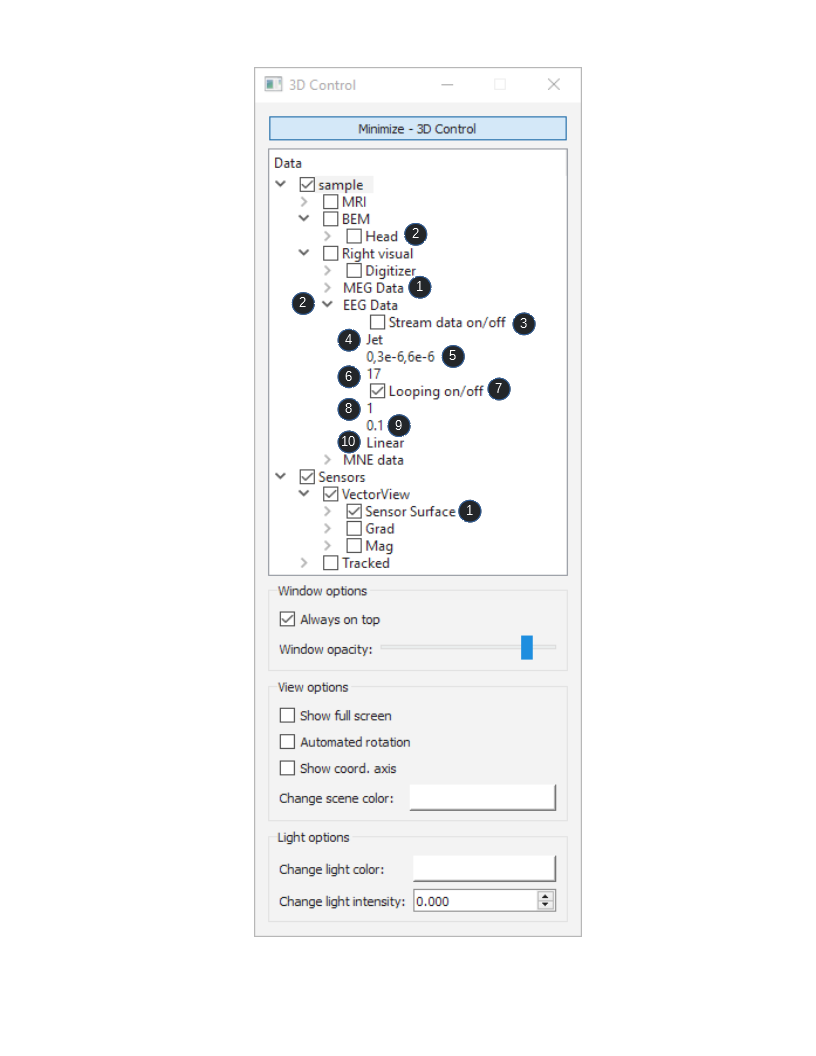 3D Control
Minimize - 3D Control
Data
sample
MRI
BEM
Head 2
Right visual
Digitizer
MEG Data 1
2 EEG Data
Stream data on/off 3
4 Jet
0,3e-6,6e-6 5
6 17
Looping on/off 7
8 1
0.1 9
10 Linear
MNE data
Sensors
VectorView
Sensor Surface 1
Grad
Mag
Tracked
Window options
Always on top
Window opacity:
View options
Show full screen
Automated rotation
Show coord. axis
Change scene color:
Light options
Change light color:
Change light intensity: 0.000